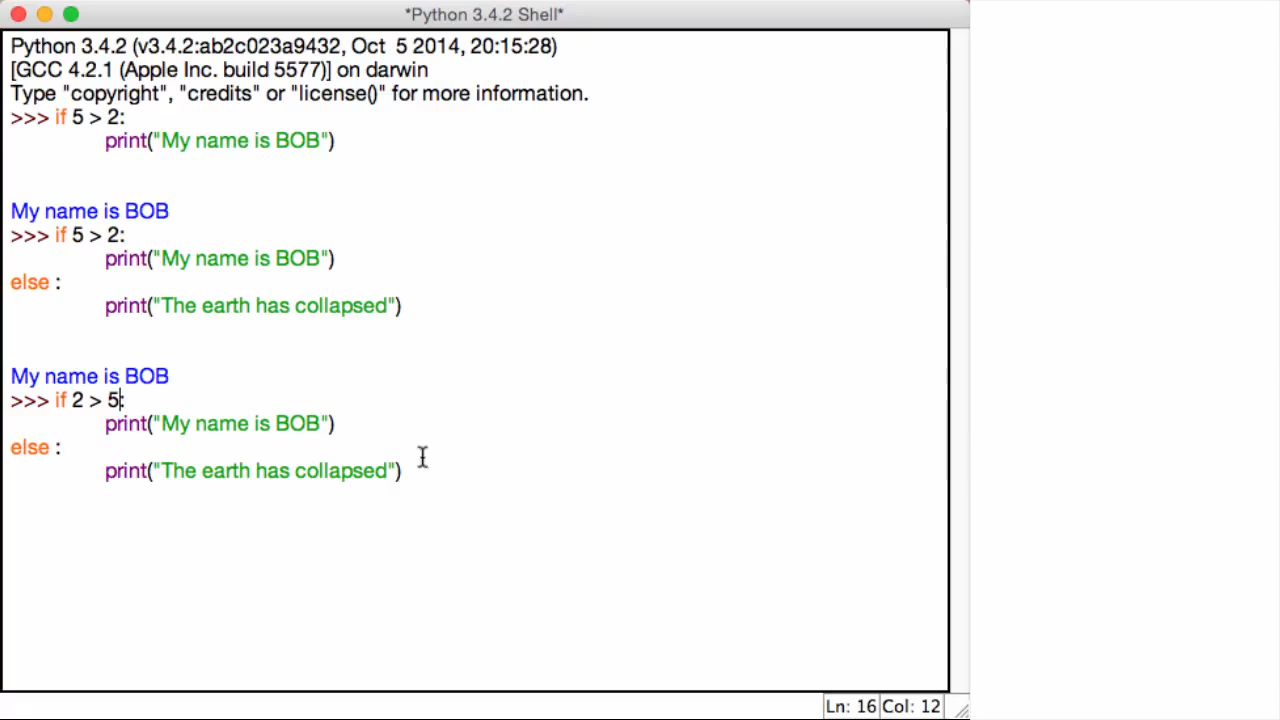 *Python 3.4.2 Shell*
Python 3.4.2 (v3.4.2:ab2c023a9432, Oct  5 2014, 20:15:28)
[GCC 4.2.1 (Apple Inc. build 5577)] on darwin
Type "copyright", "credits" or "license()" for more information.
>>> if 5 > 2:
print("My name is BOB")
My name is BOB
>>> if 5 > 2:
print("My name is BOB")
else :
print("The earth has collapsed")
My name is BOB
>>> if 2 > 5:
print("My name is BOB")
else :
print("The earth has collapsed")
Ln: 16 Col: 12